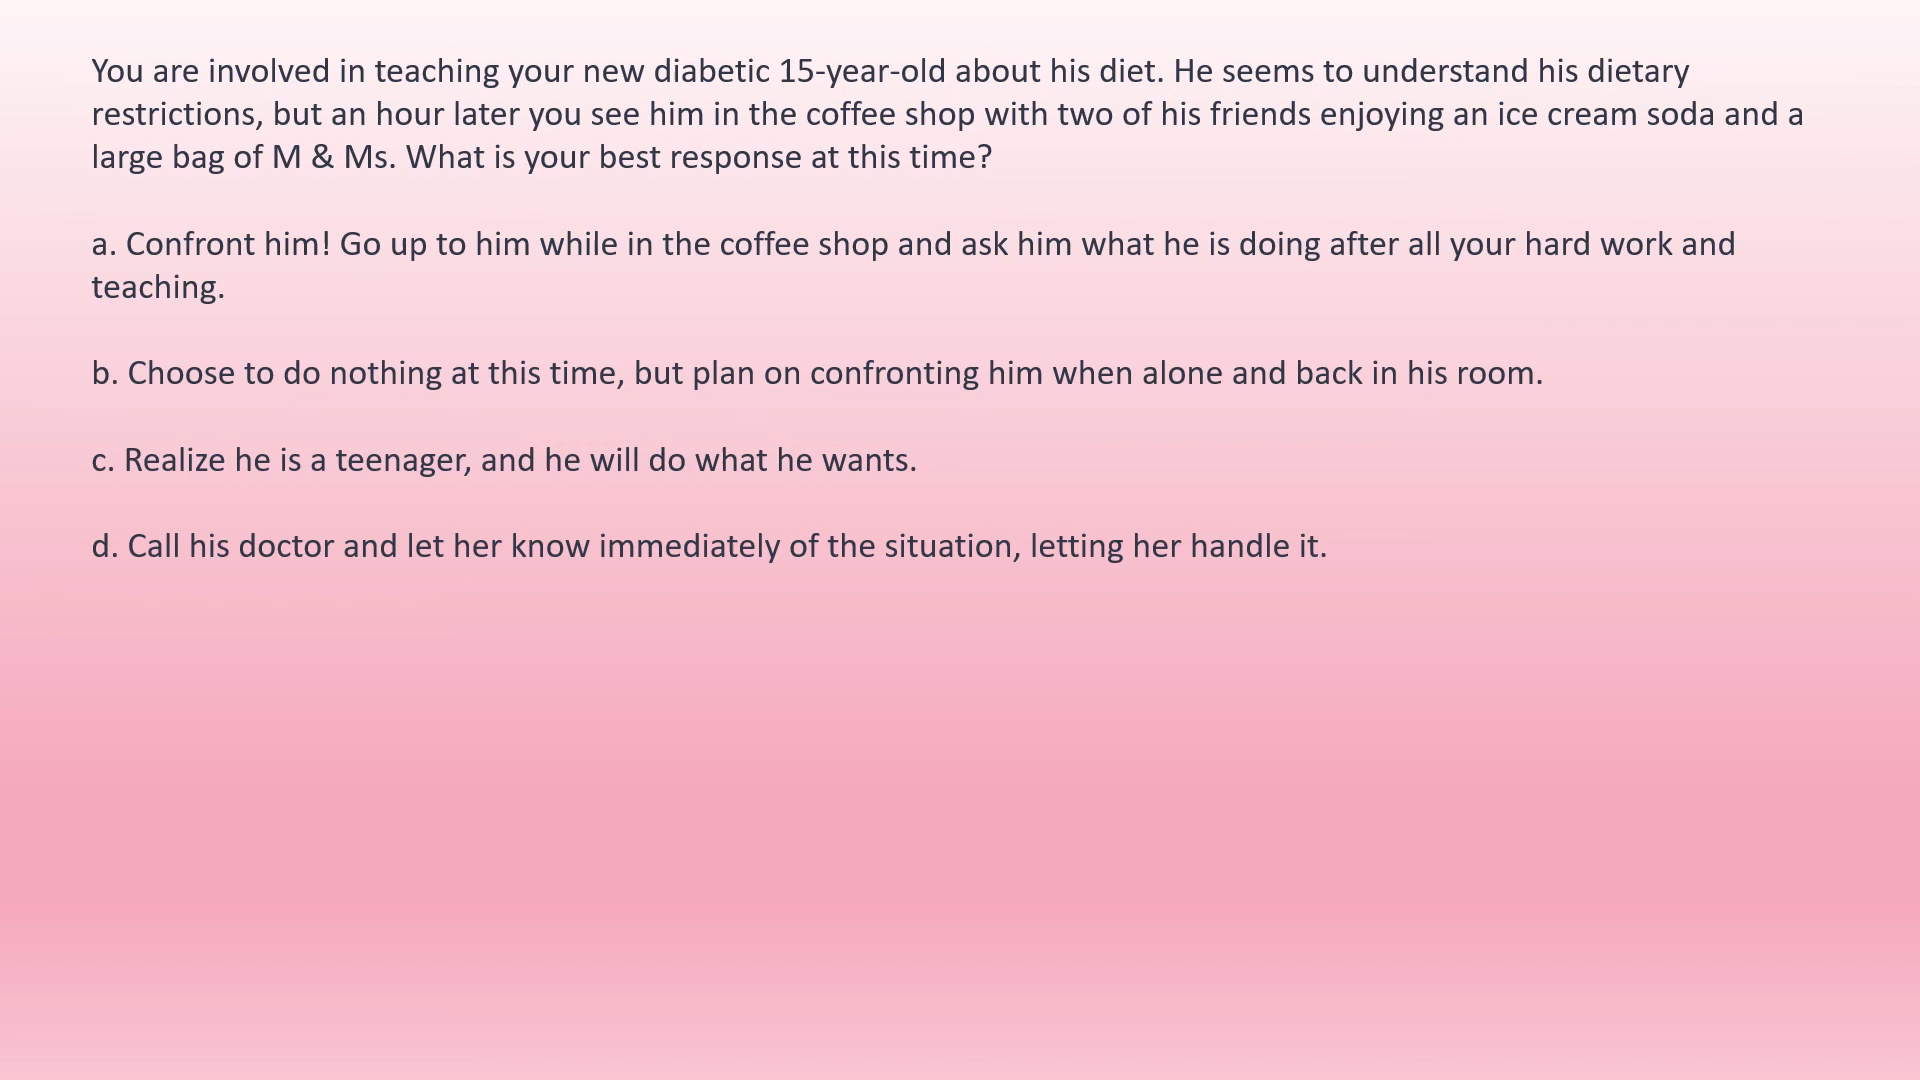 You are involved in teaching your new diabetic 15-year-old about his diet. He seems to understand his dietary
restrictions, but an hour later you see him in the coffee shop with two of his friends enjoying an ice cream soda and a
large bag of M & Ms. What is your best response at this time?
a. Confront him! Go up to him while in the coffee shop and ask him what he is doing after all your hard work and
teaching.
b. Choose to do nothing at this time, but plan on confronting him when alone and back in his room.
c. Realize he is a teenager, and he will do what he wants.
d. Call his doctor and let her know immediately of the situation, letting her handle it.